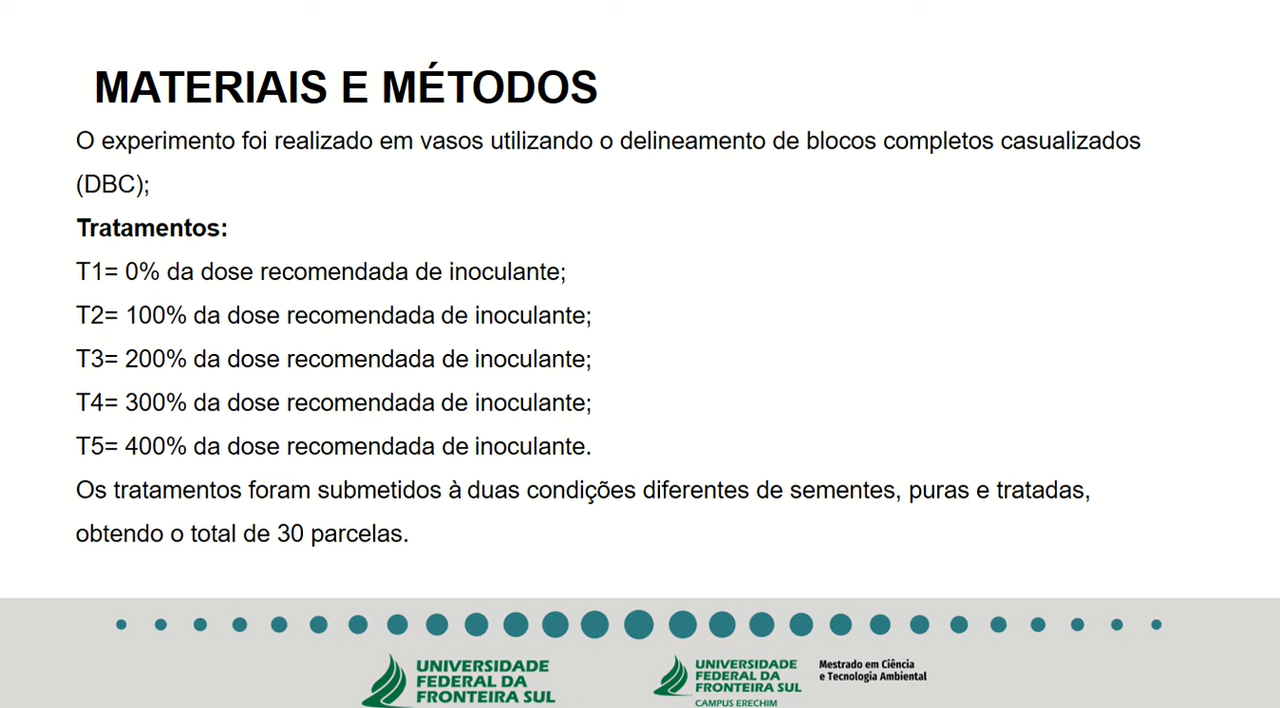 MATERIAIS E MÉTODOS
O experimento foi realizado em vasos utilizando o delineamento de blocos completos casualizados
(DBC);
Tratamentos:
T1= 0% da dose recomendada de inoculante;
T2= 100% da dose recomendada de inoculante;
T3= 200% da dose recomendada de inoculante;
T4= 300% da dose recomendada de inoculante;
T5= 400% da dose recomendada de inoculante.
Os tratamentos foram submetidos à duas condições diferentes de sementes, puras e tratadas,
obtendo o total de 30 parcelas.
UNIVERSIDADE
FEDERAL DA
FRONTEIRA SUL
UNIVERSIDADE
FEDERAL DA
FRONTEIRA SUL
CAMPUS ERECHIM
Mestrado em Ciência
e Tecnologia Ambiental